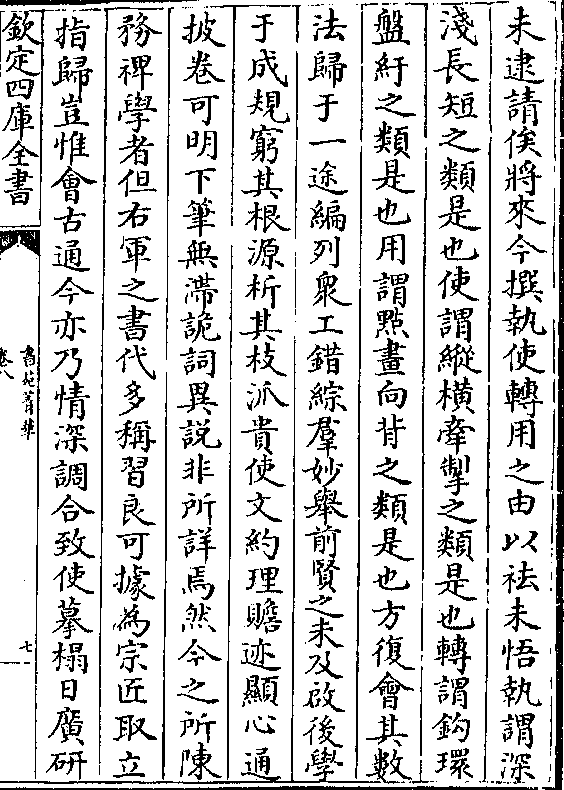 未逮請俟將來今撰執使轉用之由以祛未悟執謂深
淺長短之類是也使謂縱橫牽掣之類是也轉謂鈎環
盤紆之類是也用謂㸃畫向背之類是也方復會其數
法歸于一途編列衆工錯綜羣妙舉前賢之未及啟後學
于成規窮其根源析其枝派貴使文約理贍迹顯心通
披卷可明下筆無滯詭詞異説非所詳焉然今之所陳
務裨學者但右軍之書代多稱習良可據為宗匠取立
指歸豈惟會古通今亦乃情深調合致使摹榻日廣研
欽定四庫全書
書苑菁華
卷八
七